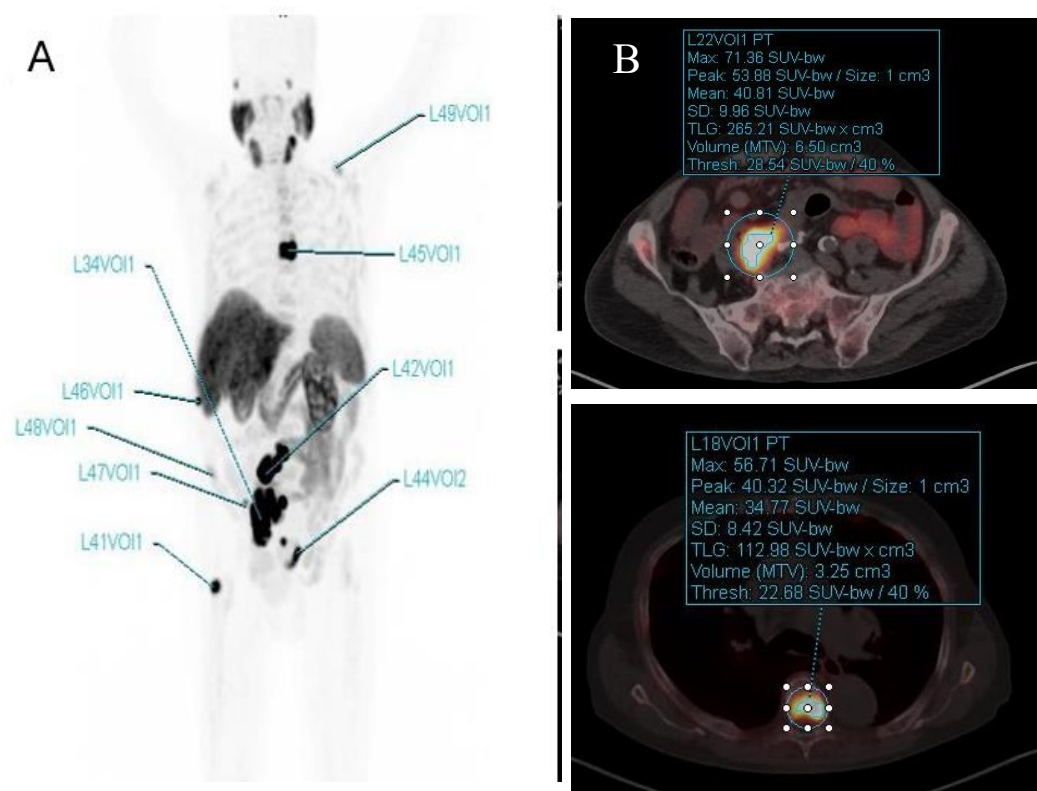 A
L49VOI1
L45VOI1
L34VOI1
L42VOI1
L46VOI1
L48VOI1
L47VOI1
L44VOI2
L41VOI1
B
L22VOI1 PT
Max: 71.36 SUV-bw
Peak: 53.88 SUV-bw / Size: 1 cm3
Mean: 40.81 SUV-bw
SD: 9.96 SUV-bw
TLG: 265.21 SUV-bw x cm3
Volume (MTV): 6.50 cm3
Thresh: 28.54 SUV-bw / 40 %
L18VOI1 PT
Max: 56.71 SUV-bw
Peak: 40.32 SUV-bw / Size: 1 cm3
Mean: 34.77 SUV-bw
SD: 8.42 SUV-bw
TLG: 112.98 SUV-bw x cm3
Volume (MTV): 3.25 cm3
Thresh: 22.68 SUV-bw / 40 %